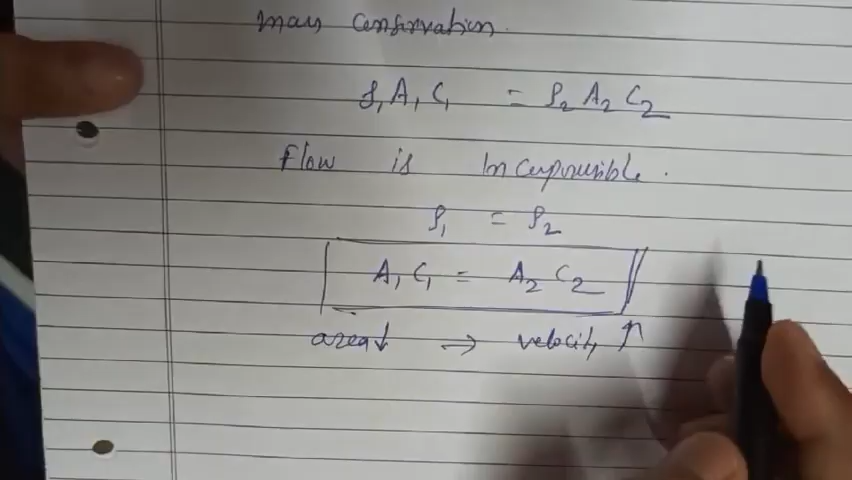 mass conservation.
ρ₁A₁C₁ = ρ₂A₂C₂
Flow is Incompressible.
ρ₁ = ρ₂
A₁C₁ = A₂C₂
area↓ → velocity ↑